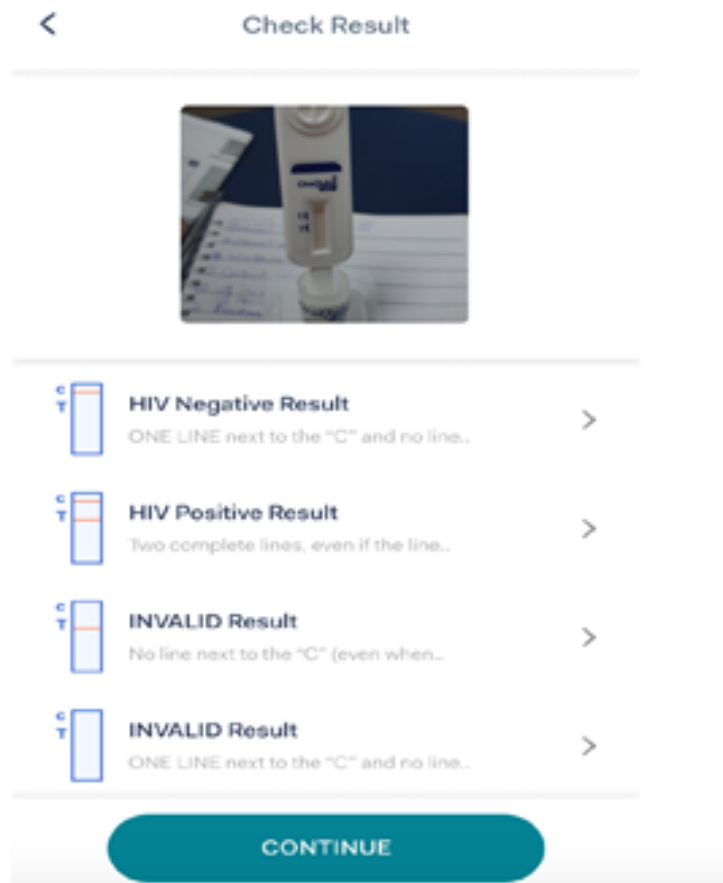 Check Result
C
T
HIV Negative Result
ONE LINE next to the “C” and no line..
C
T
HIV Positive Result
Two complete lines, even if the line..
C
T
INVALID Result
No line next to the “C” (even when..
C
T
INVALID Result
ONE LINE next to the “C” and no line..
CONTINUE